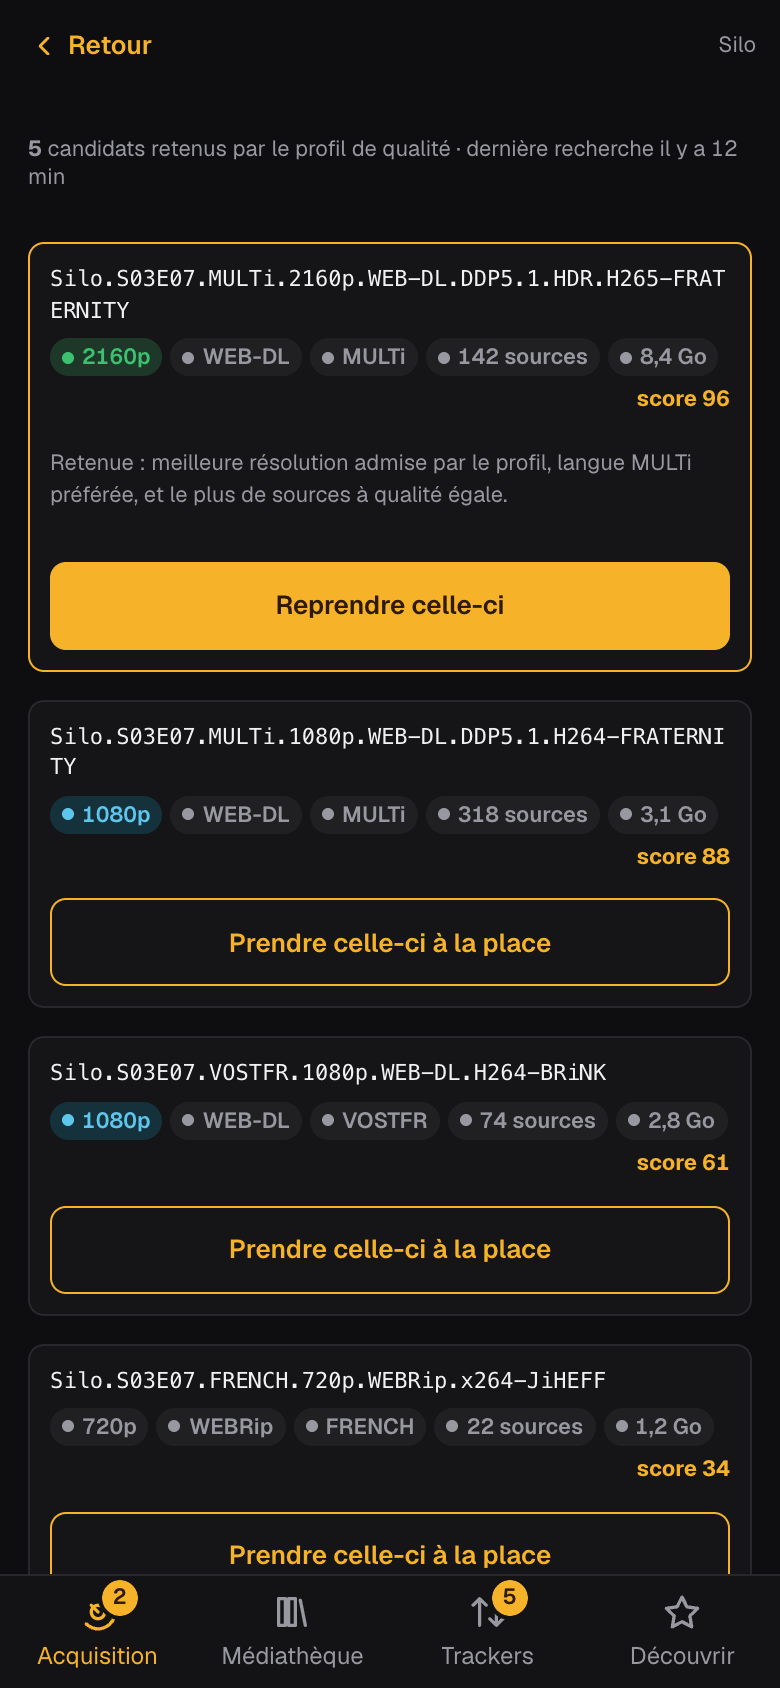 Retour
Silo
5 candidats retenus par le profil de qualité · dernière recherche il y a 12
min
Silo.S03E07.MULTi.2160p.WEB-DL.DDP5.1.HDR.H265-FRAT
ERNITY
2160p WEB-DL MULTi 142 sources 8,4 Go
score 96
Retenue : meilleure résolution admise par le profil, langue MULTi
préférée, et le plus de sources à qualité égale.
Reprendre celle-ci
Silo.S03E07.MULTi.1080p.WEB-DL.DDP5.1.H264-FRATERNI
TY
1080p WEB-DL MULTi 318 sources 3,1 Go
score 88
Prendre celle-ci à la place
Silo.S03E07.VOSTFR.1080p.WEB-DL.H264-BRiNK
1080p WEB-DL VOSTFR 74 sources 2,8 Go
score 61
Prendre celle-ci à la place
Silo.S03E07.FRENCH.720p.WEBRip.x264-JiHEFF
720p WEBRip FRENCH 22 sources 1,2 Go
score 34
Prendre celle-ci à la place
2 5
Acquisition Médiathèque Trackers Découvrir